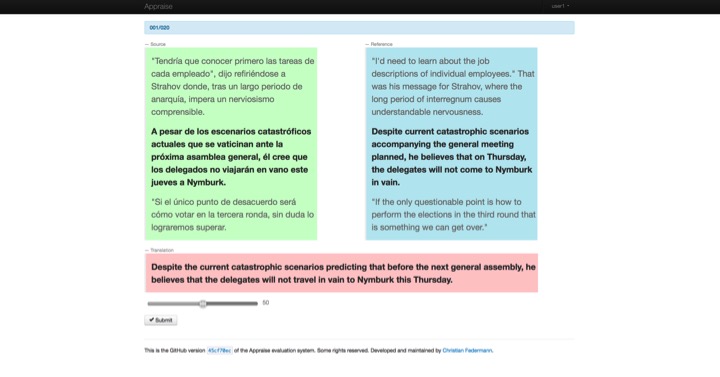 Appraise
user1
001/020
— Source
"Tendría que conocer primero las tareas de
cada empleado", dijo refiriéndose a
Strahov donde, tras un largo periodo de
anarquía, impera un nerviosismo
comprensible.
A pesar de los escenarios catastróficos
actuales que se vaticinan ante la
próxima asamblea general, él cree que
los delegados no viajarán en vano este
jueves a Nymburk.
"Si el único punto de desacuerdo será
cómo votar en la tercera ronda, sin duda lo
lograremos superar.
— Reference
"I'd need to learn about the job
descriptions of individual employees." That
was his message for Strahov, where the
long period of interregnum causes
understandable nervousness.
Despite current catastrophic scenarios
accompanying the general meeting
planned, he believes that on Thursday,
the delegates will not come to Nymburk
in vain.
"If the only questionable point is how to
perform the elections in the third round that
is something we can get over."
— Translation
Despite the current catastrophic scenarios predicting that before the next general assembly, he
believes that the delegates will not travel in vain to Nymburk this Thursday.
50
✔ Submit
This is the GitHub version of the Appraise evaluation system. Some rights reserved. Developed and maintained by Christian Federmann.